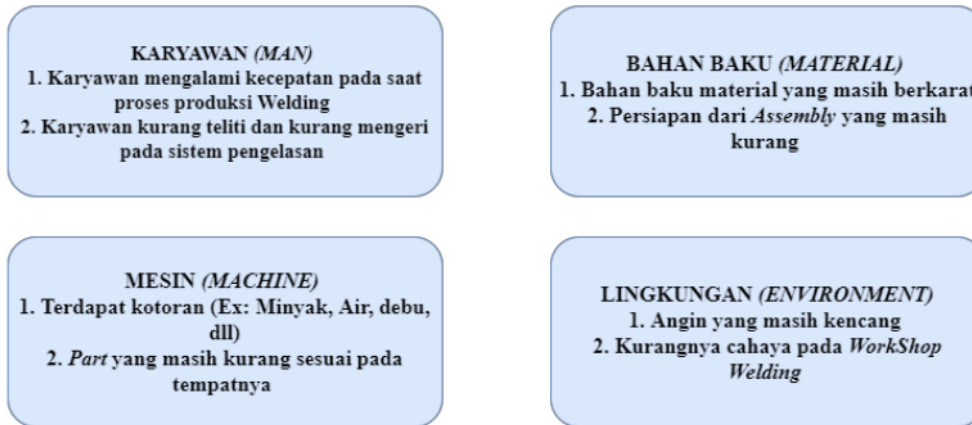 KARYAWAN (MAN)
1. Karyawan mengalami kecepatan pada saat
proses produksi Welding
2. Karyawan kurang teliti dan kurang mengeri
pada sistem pengelasan
BAHAN BAKU (MATERIAL)
1. Bahan baku material yang masih berkarat
2. Persiapan dari Assembly yang masih
kurang
MESIN (MACHINE)
1. Terdapat kotoran (Ex: Minyak, Air, debu,
dll)
2. Part yang masih kurang sesuai pada
tempatnya
LINGKUNGAN (ENVIRONMENT)
1. Angin yang masih kencang
2. Kurangnya cahaya pada WorkShop
Welding